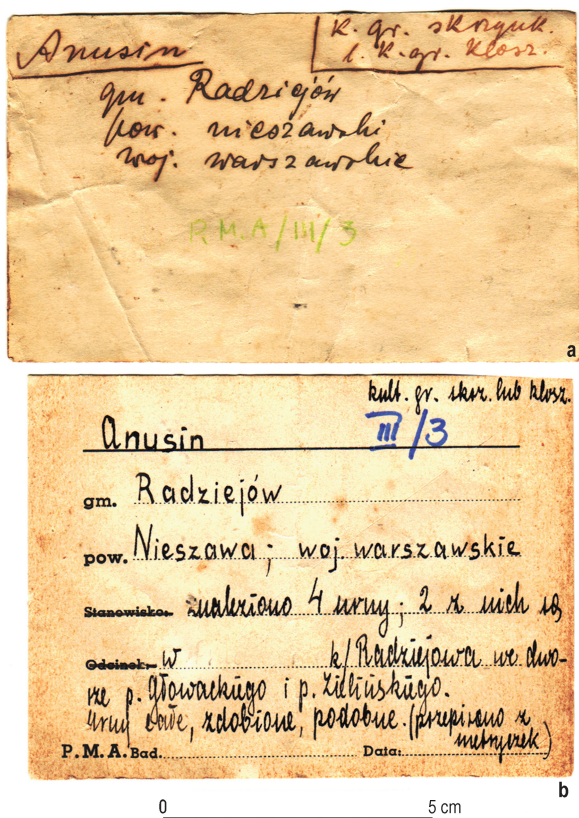 Anusin
k. gr. skrzynk.
i. k. gr. klosz.
gm. Radziejów
pow. nieszawski
woj. warszawskie
P.M.A/III/3
a
kult. gr. skrz. lub klosz.
Anusin
III/3
gm. Radziejów
pow. Nieszawa; woj. warszawskie
Stanowisko: znaleziono 4 urny; 2 z nich są
Odcinek: w k/Radziejowa we dwo-
rze p. Głowackiego i p. Zielińskiego.
Urny całe, zdobione, podobne. (przepisano z
metryczek)
P.M.A. Bad. Data:
b
0 5 cm